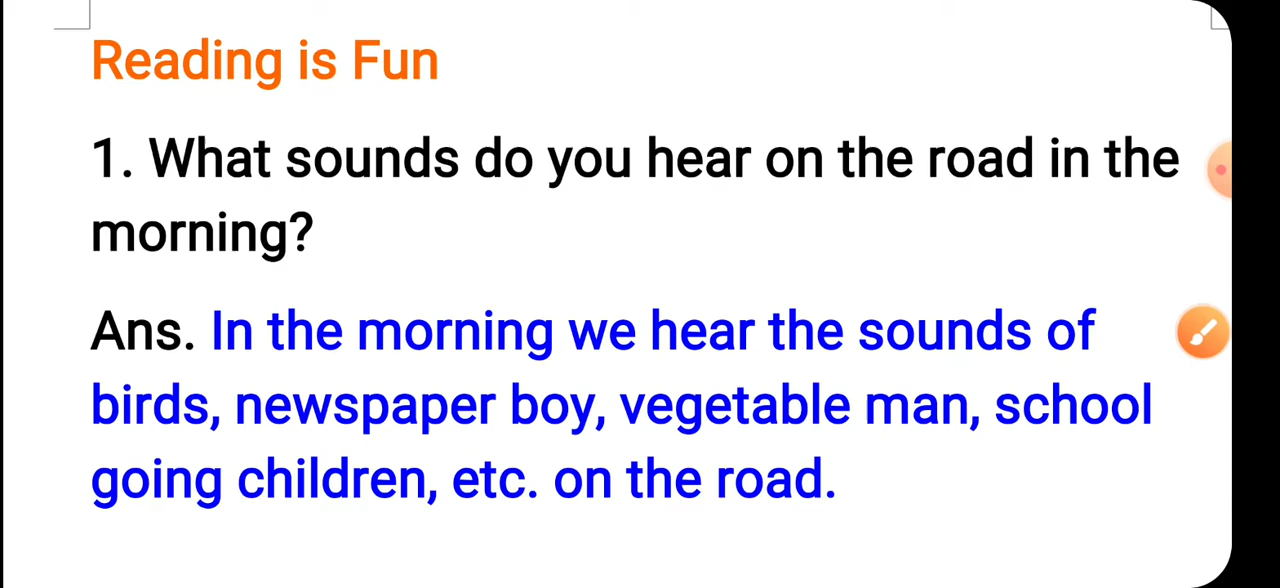 Reading is Fun
1. What sounds do you hear on the road in the
morning?
Ans. In the morning we hear the sounds of
birds, newspaper boy, vegetable man, school
going children, etc. on the road.